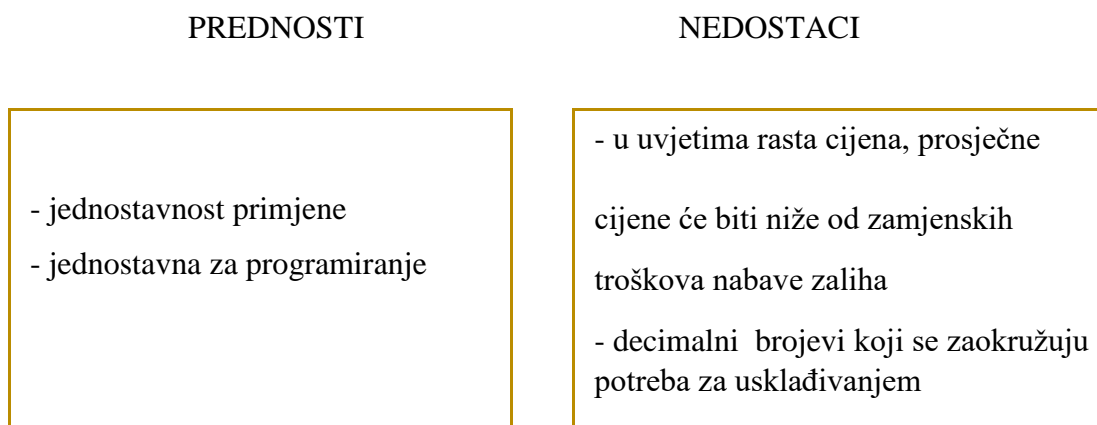 PREDNOSTI
NEDOSTACI
- jednostavnost primjene
- jednostavna za programiranje
- u uvjetima rasta cijena, prosječne
cijene će biti niže od zamjenskih
troškova nabave zaliha
- decimalni  brojevi koji se zaokružuju
potreba za usklađivanjem